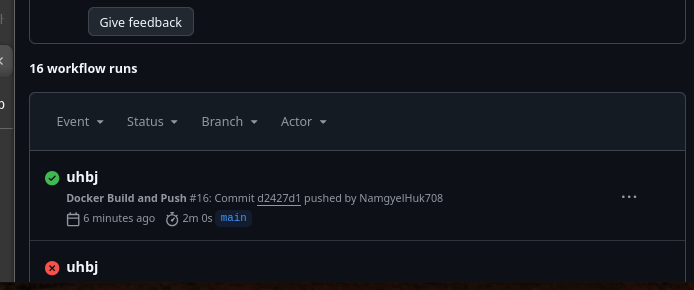 Give feedback
16 workflow runs
Event Status Branch Actor
uhbj
Docker Build and Push #16: Commit d2427d1 pushed by NamgyelHuk708
6 minutes ago 2m 0s main
uhbj